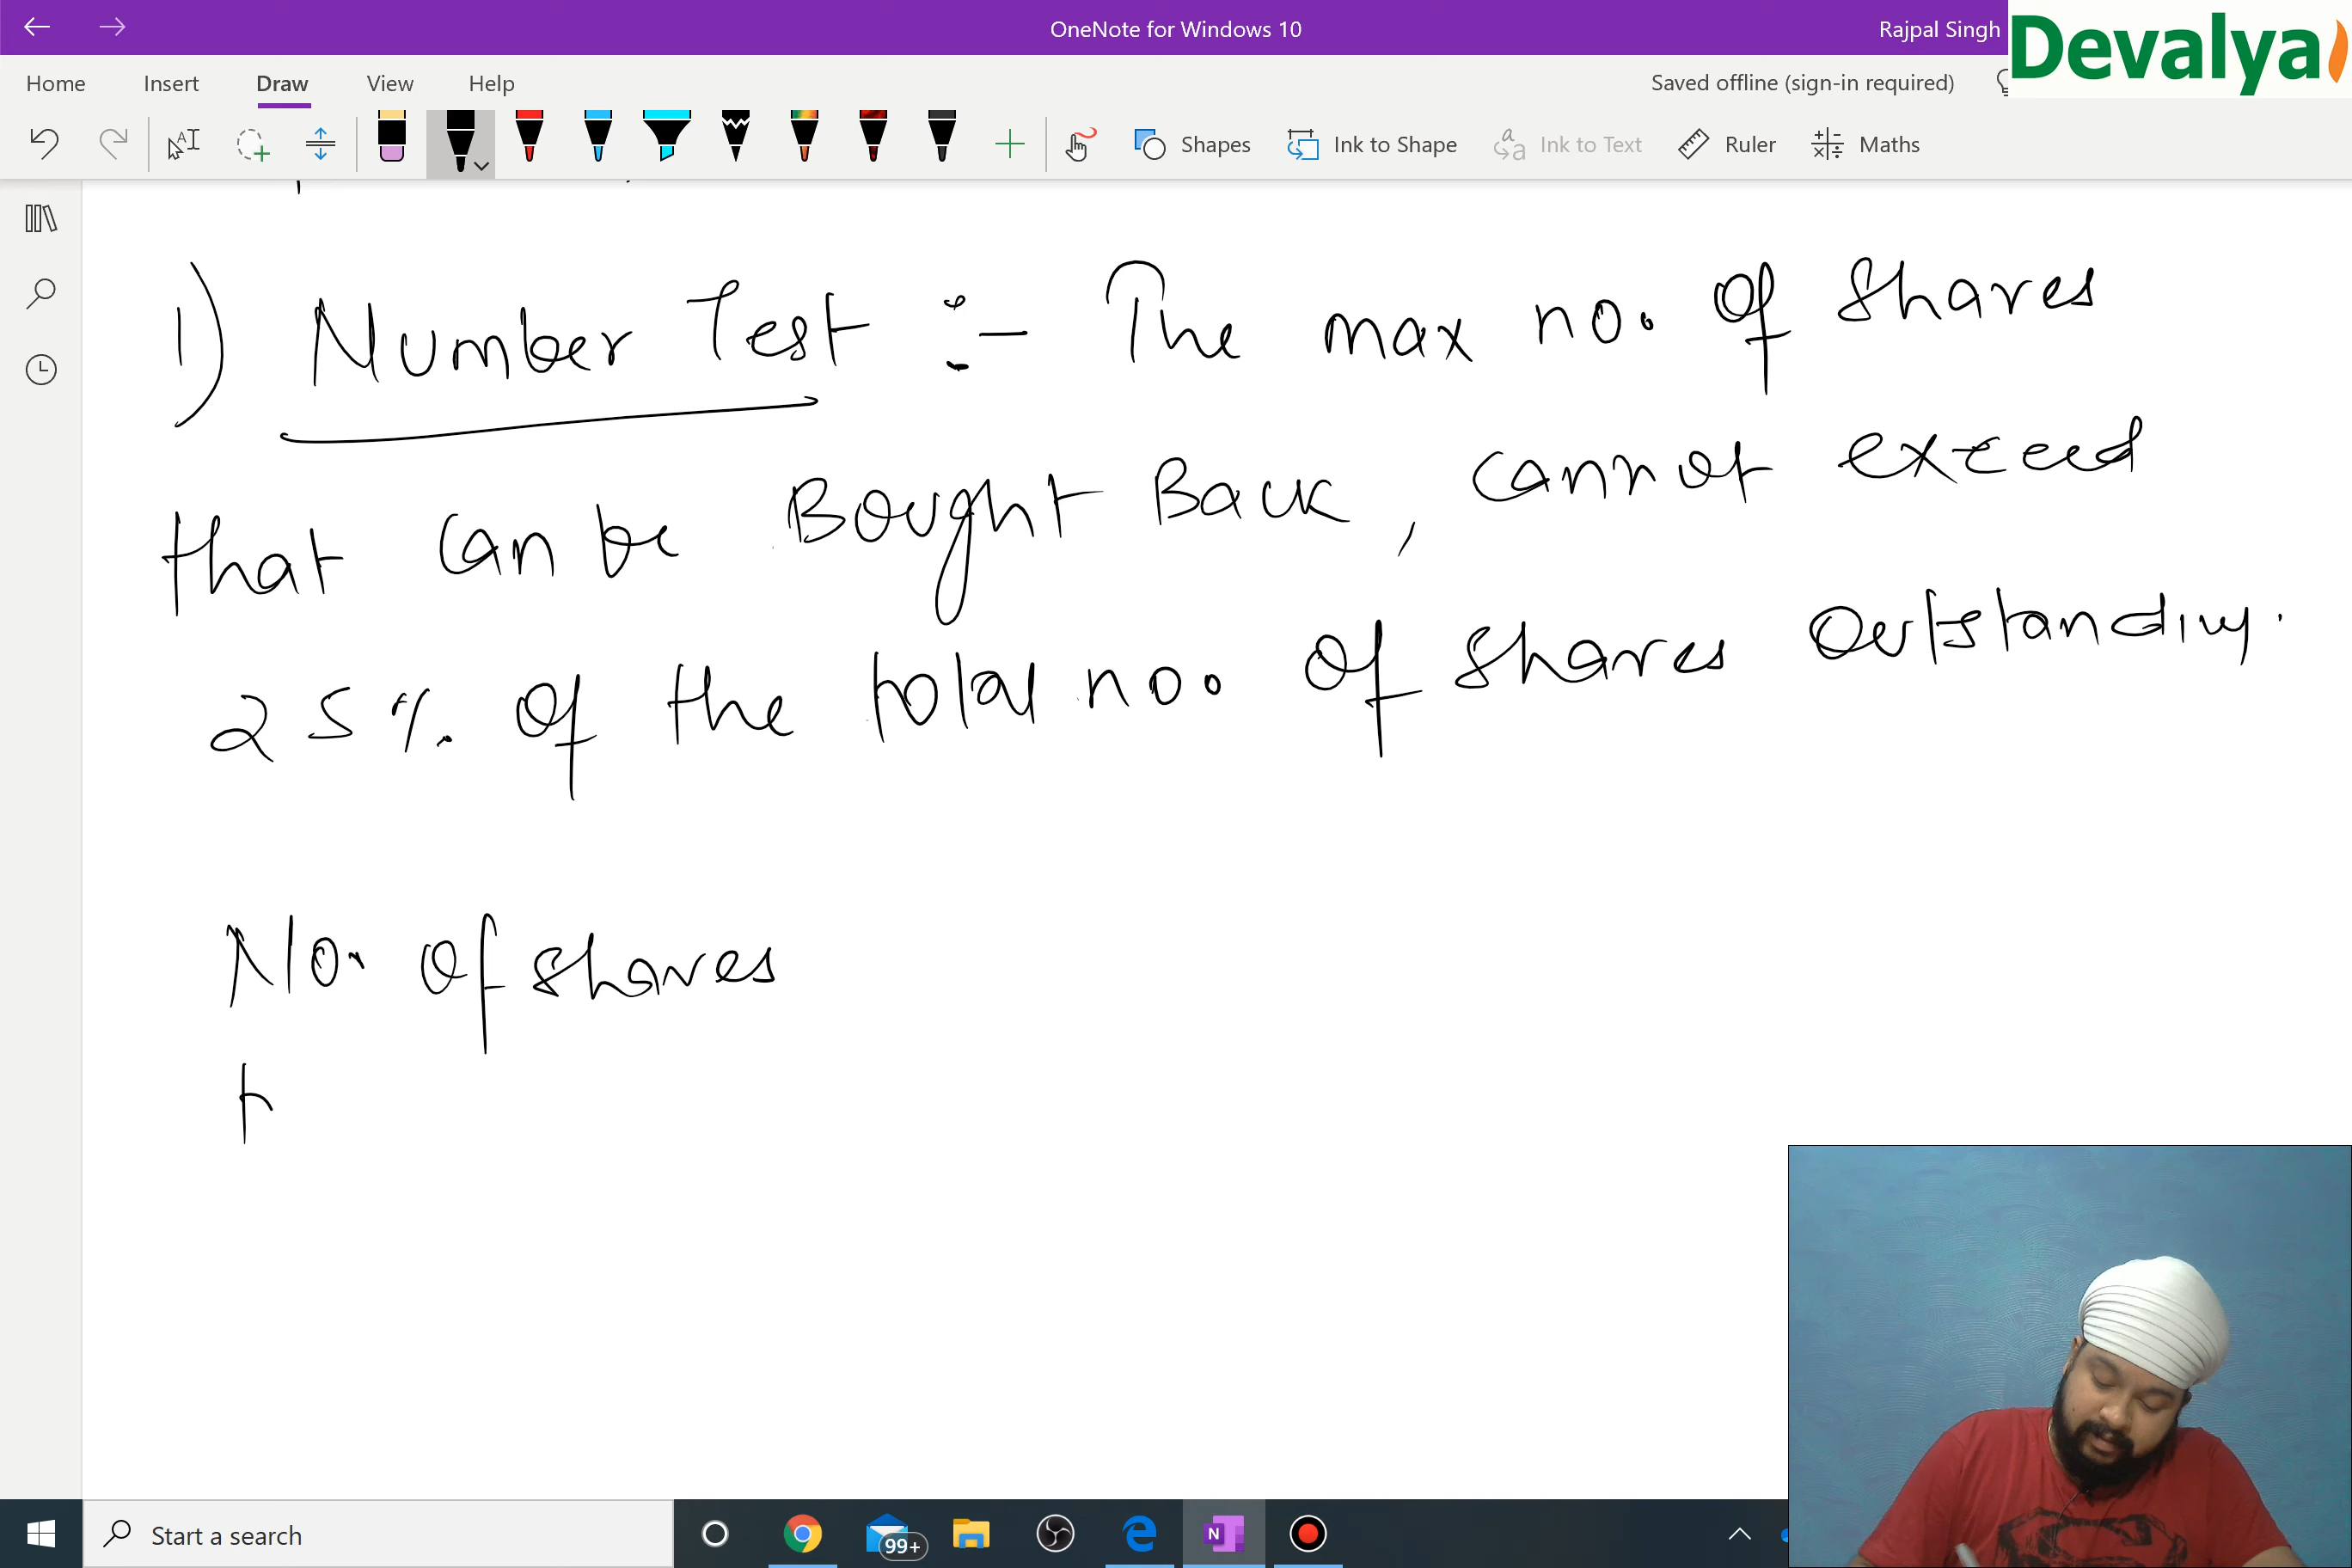 OneNote for Windows 10
Rajpal Singh
Devalya
Home Insert Draw View Help
Saved offline (sign-in required)
Shapes Ink to Shape Ink to Text Ruler Maths
1) Number Test :- The max no. of shares
that can be Bought Back, cannot exceed
25% of the total no. of shares outstanding.
No. of shares
Start a search
99+